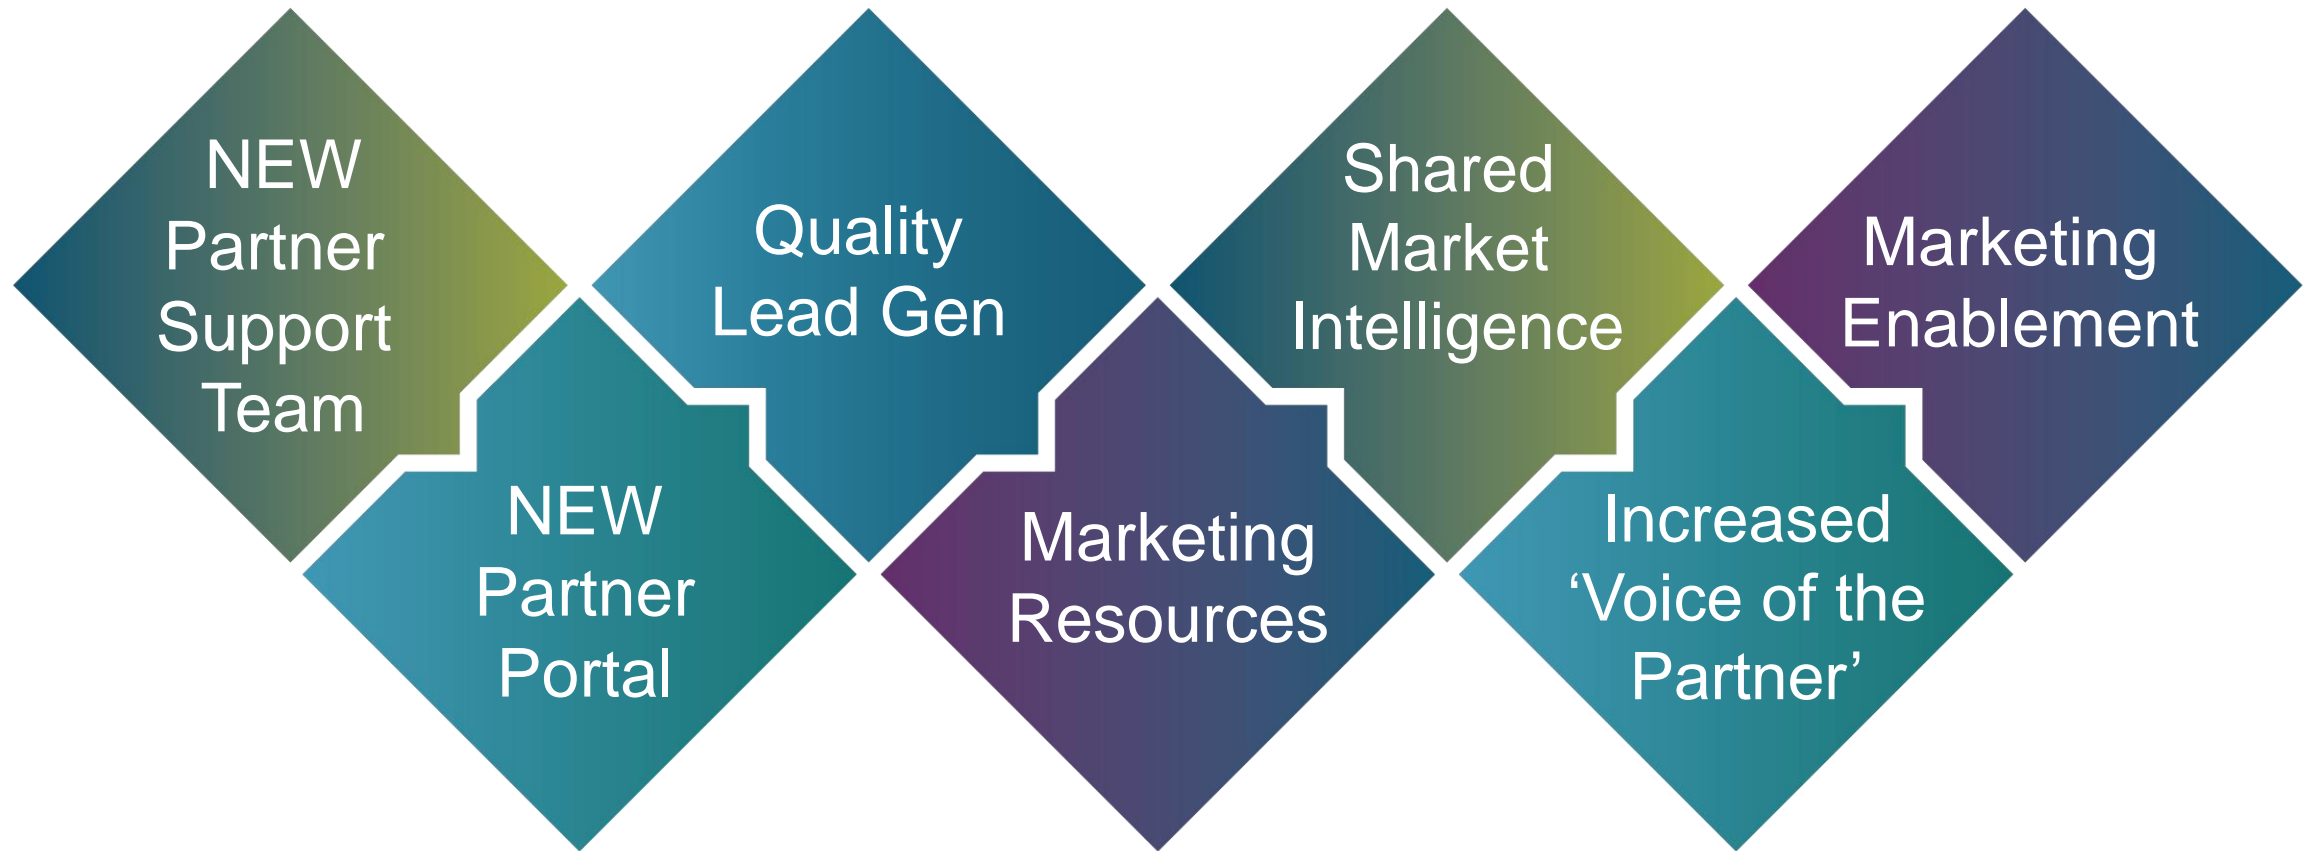 NEW
Partner
Support
Team
NEW
Partner
Portal
Quality
Lead Gen
Marketing
Resources
Shared
Market
Intelligence
Increased
‘Voice of the
Partner’
Marketing
Enablement